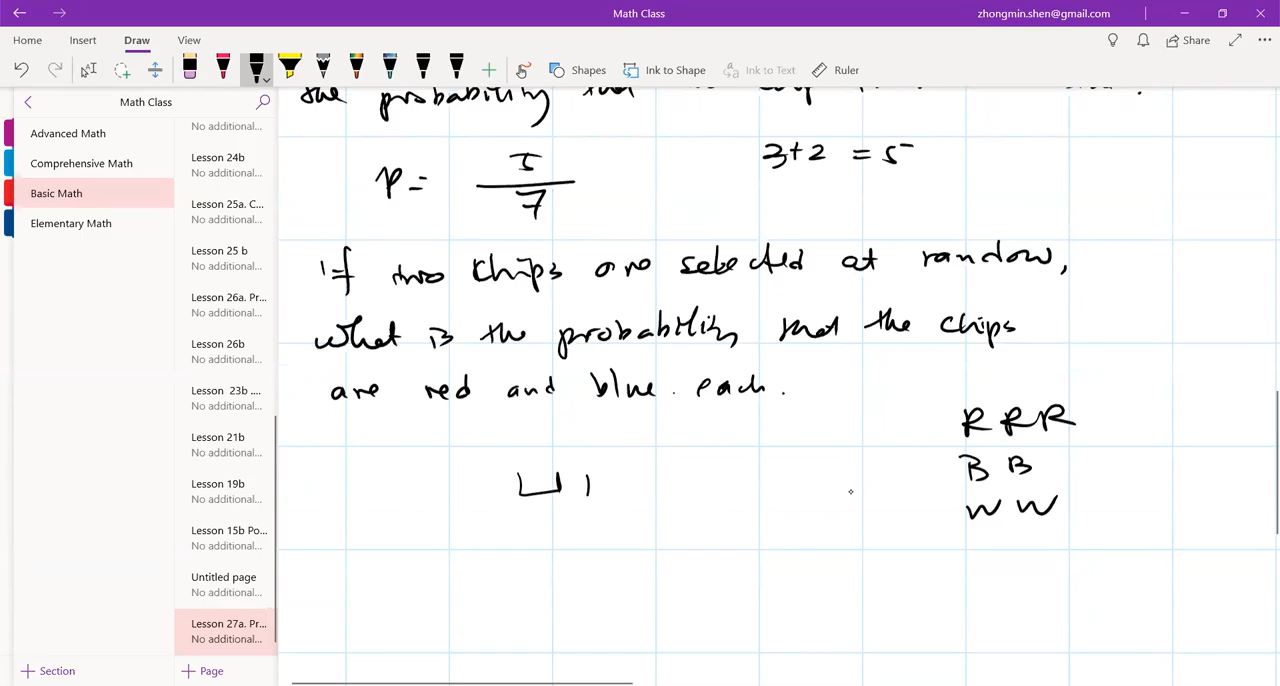 Math Class
zhongmin.shen@gmail.com
Home Insert Draw View
Share
Shapes Ink to Shape Ink to Text Ruler
Math Class
Advanced Math
Comprehensive Math
Basic Math
Elementary Math
No additional...
Lesson 24b
No additional...
Lesson 25a. C...
No additional...
Lesson 25 b
No additional...
Lesson 26a. Pr...
No additional...
Lesson 26b
No additional...
Lesson 23b ....
No additional...
Lesson 21b
No additional...
Lesson 19b
No additional...
Lesson 15b Po...
No additional...
Untitled page
No additional...
Lesson 27a. Pr...
No additional...
Section
Page
the probability that chip
P = 5/7
3+2 = 5
If two chips are selected at random,
what is the probability that the chips
are red and blue. each.
R R R
B B
W W